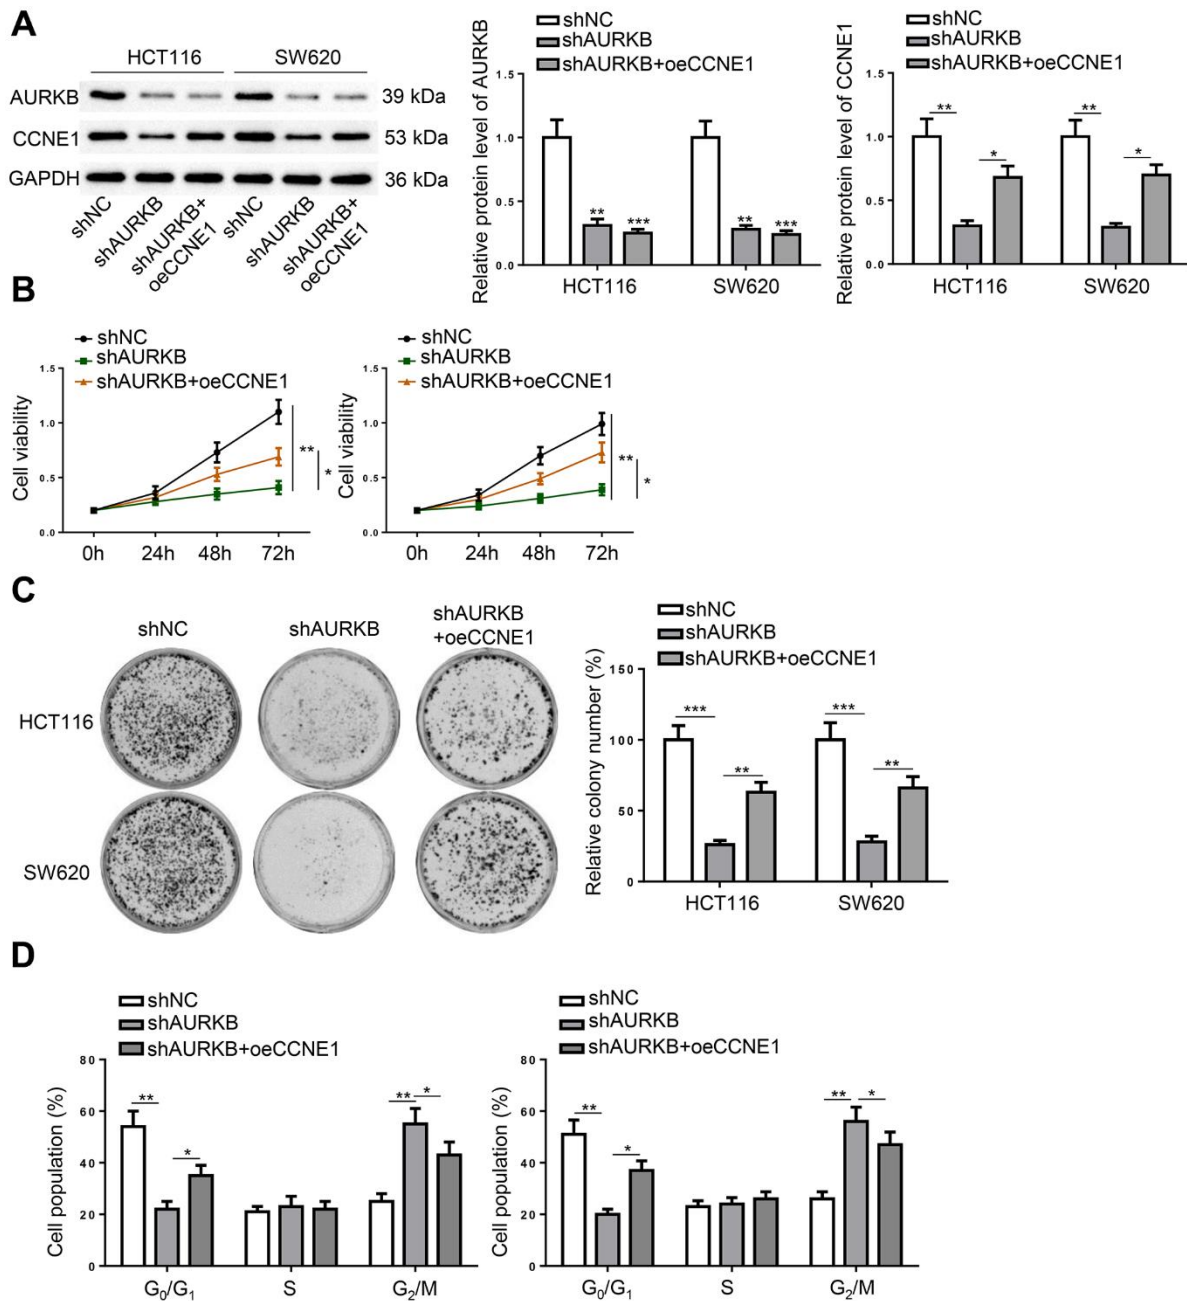 A
HCT116
SW620
AURKB
39 kDa
CCNE1
53 kDa
GAPDH
36 kDa
shNC
shAURKB
shAURKB+
oeCCNE1
shNC
shAURKB
shAURKB+
oeCCNE1
shNC
shAURKB
shAURKB+oeCCNE1
Relative protein level of AURKB
1.5
1.0
0.5
0.0
** *** ** ***
HCT116 SW620
shNC
shAURKB
shAURKB+oeCCNE1
Relative protein level of CCNE1
1.5
1.0
0.5
0.0
** * ** *
HCT116 SW620
B
shNC
shAURKB
shAURKB+oeCCNE1
Cell viability
1.5
1.0
0.5
0.0
** *
0h 24h 48h 72h
shNC
shAURKB
shAURKB+oeCCNE1
Cell viability
1.5
1.0
0.5
0.0
** *
0h 24h 48h 72h
C
shNC
shAURKB
shAURKB
+oeCCNE1
HCT116
SW620
shNC
shAURKB
shAURKB+oeCCNE1
Relative colony number (%)
150
100
50
0
*** ** *** **
HCT116 SW620
D
shNC
shAURKB
shAURKB+oeCCNE1
Cell population (%)
80
60
40
20
0
** * ** *
G₀/G₁ S G₂/M
shNC
shAURKB
shAURKB+oeCCNE1
Cell population (%)
80
60
40
20
0
** * ** *
G₀/G₁ S G₂/M